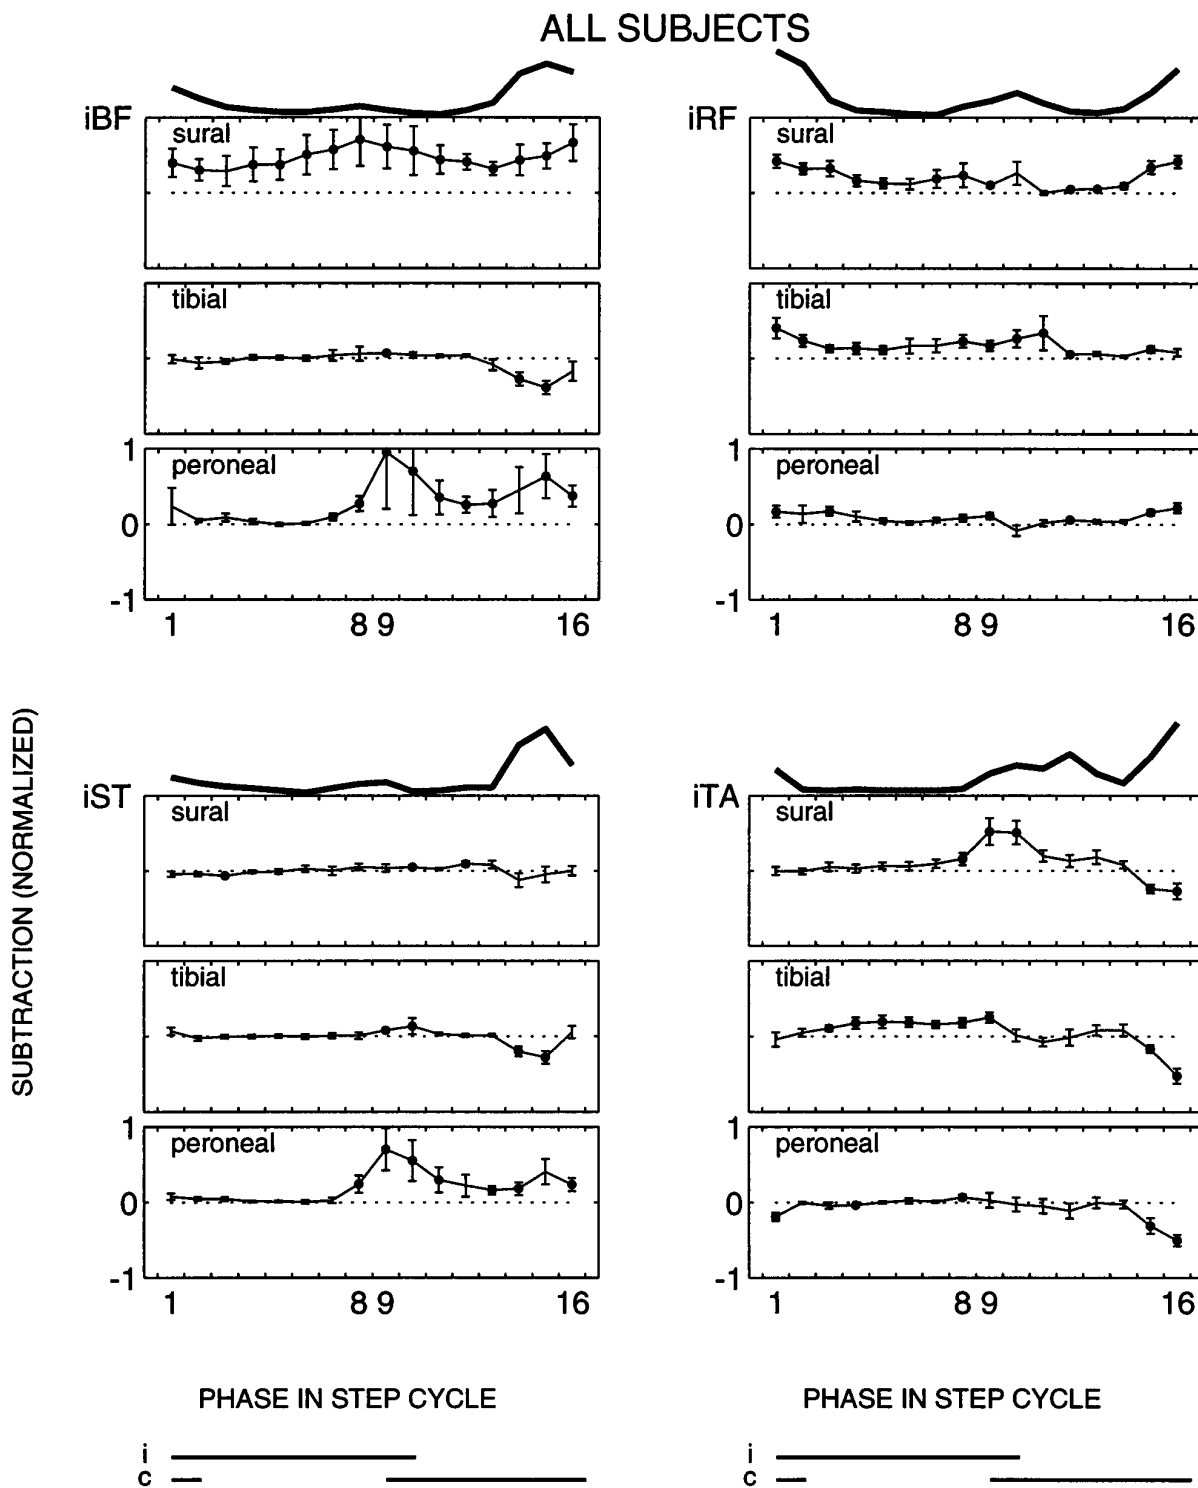 ALL SUBJECTS
iBF
sural
tibial
1
peroneal
0
-1
1 8 9 16
iRF
sural
tibial
1
peroneal
0
-1
1 8 9 16
SUBTRACTION (NORMALIZED)
iST
sural
tibial
1
peroneal
0
-1
1 8 9 16
iTA
sural
tibial
1
peroneal
0
-1
1 8 9 16
PHASE IN STEP CYCLE
i
c
PHASE IN STEP CYCLE
i
c